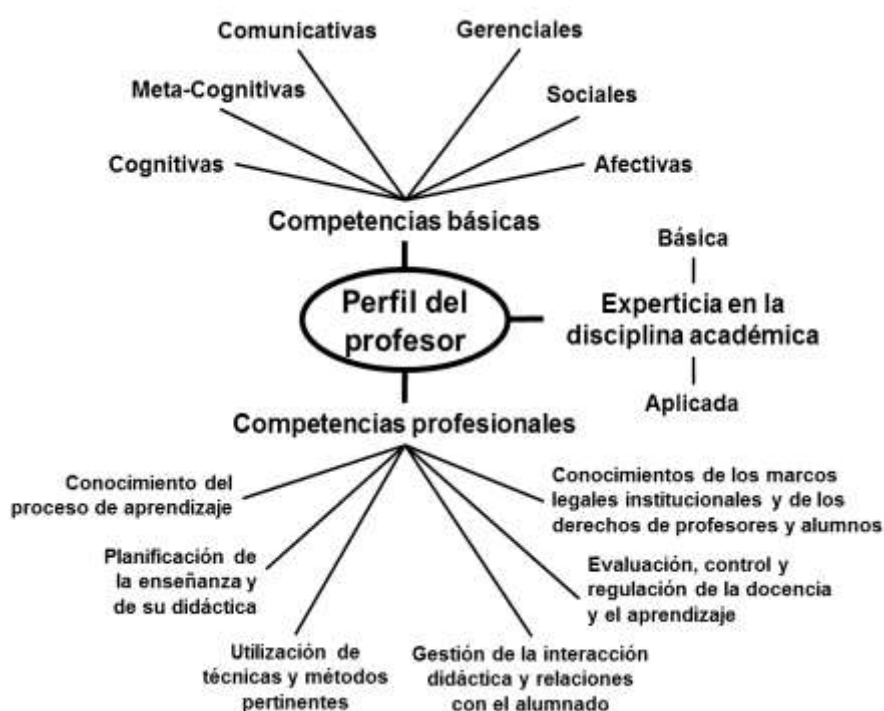 Comunicativas
Gerenciales
Meta-Cognitivas
Sociales
Cognitivas
Afectivas
Competencias básicas
Básica
Perfil del
profesor
Experticia en la
disciplina académica
Aplicada
Competencias profesionales
Conocimiento del
proceso de aprendizaje
Conocimientos de los marcos
legales institucionales y de los
derechos de profesores y alumnos
Planificación de
la enseñanza y
de su didáctica
Evaluación, control y
regulación de la docencia
y el aprendizaje
Utilización de
técnicas y métodos
pertinentes
Gestión de la interacción
didáctica y relaciones
con el alumnado